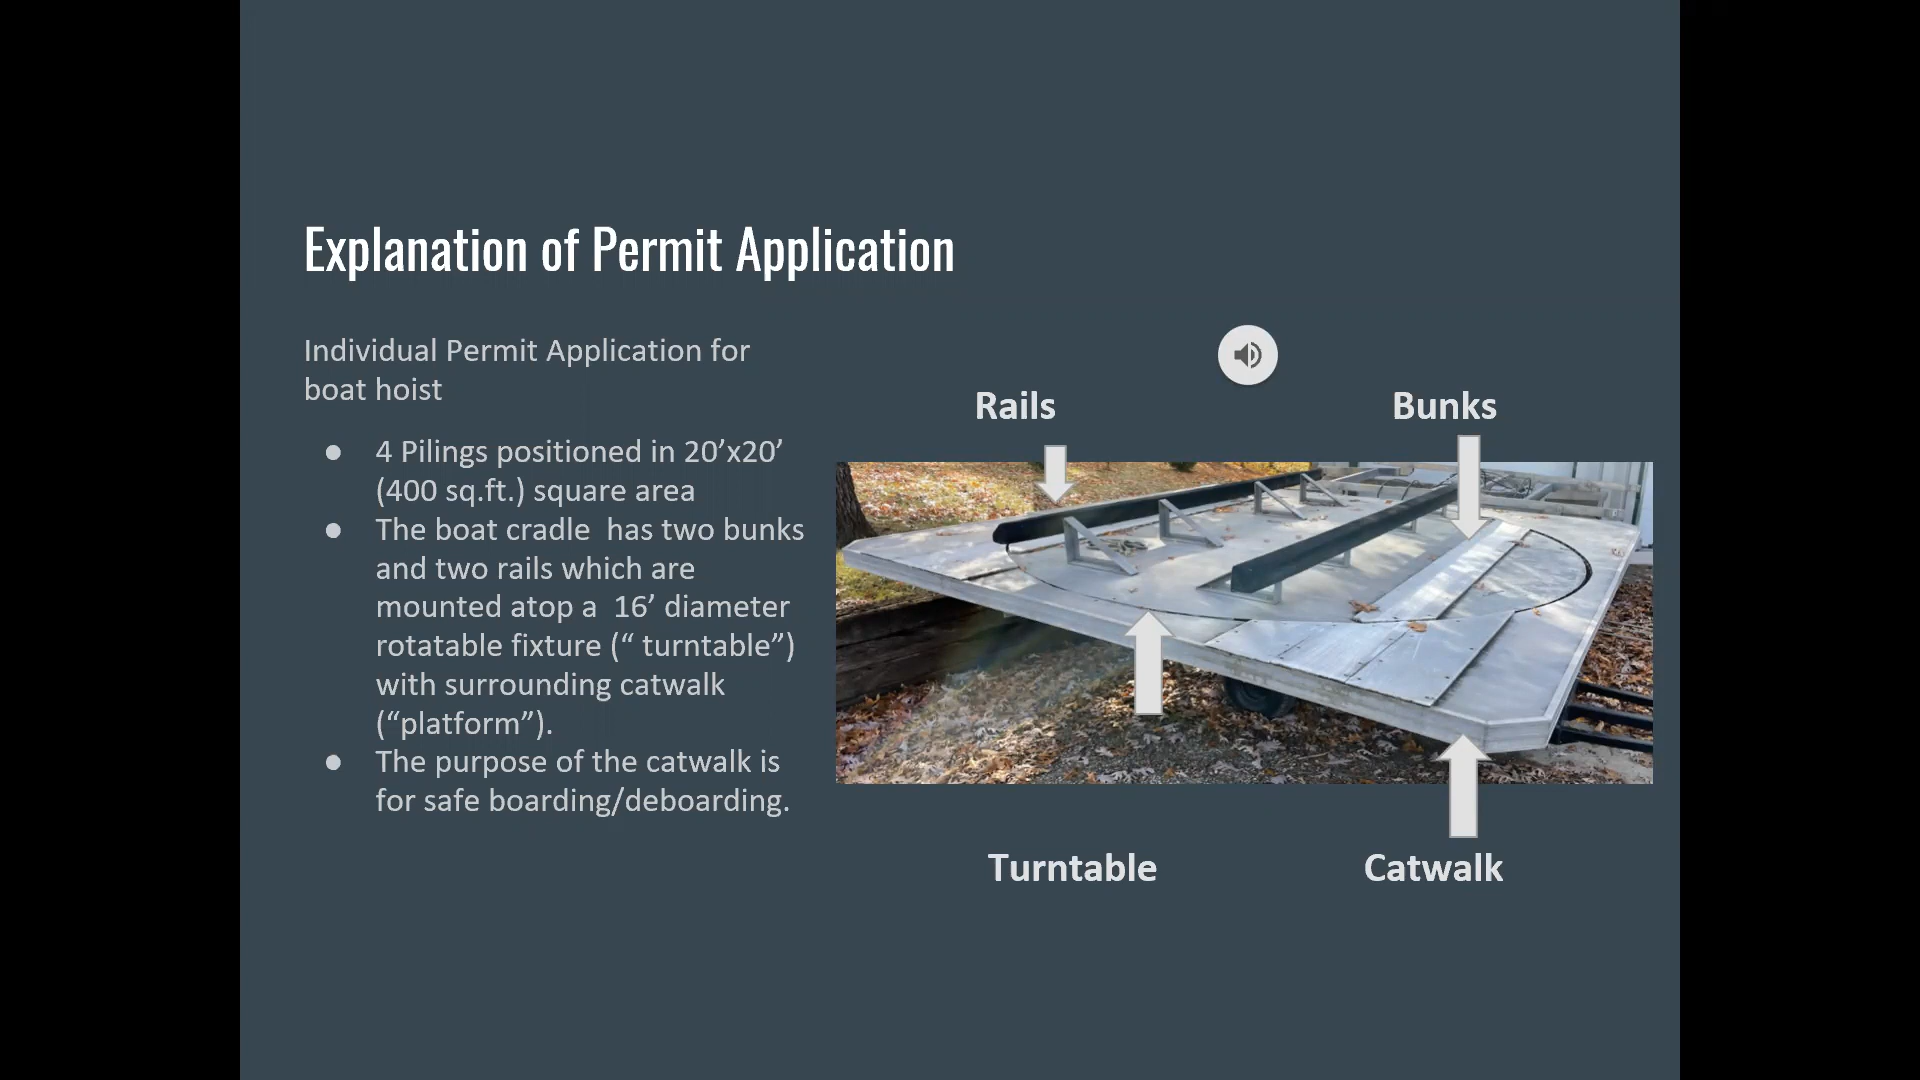 Explanation of Permit Application
Individual Permit Application for
boat hoist
● 4 Pilings positioned in 20’x20’
(400 sq.ft.) square area
● The boat cradle  has two bunks
and two rails which are
mounted atop a  16’ diameter
rotatable fixture (“ turntable”)
with surrounding catwalk
(“platform”).
● The purpose of the catwalk is
for safe boarding/deboarding.
Rails
Bunks
Turntable
Catwalk